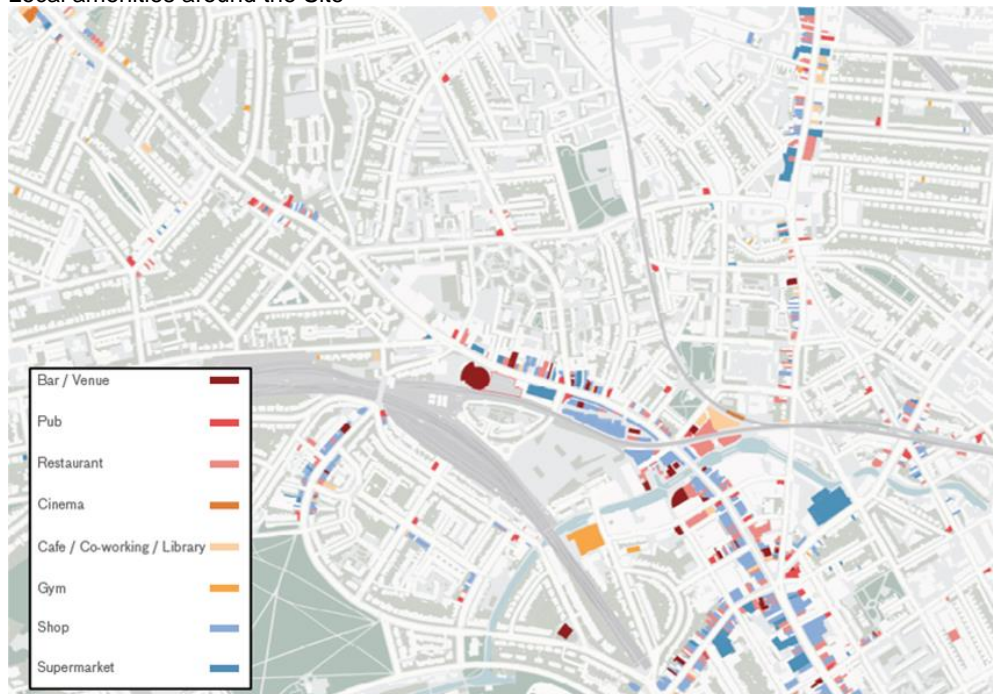 Local amenities around the Site
Bar / Venue
Pub
Restaurant
Cinema
Cafe / Co-working / Library
Gym
Shop
Supermarket